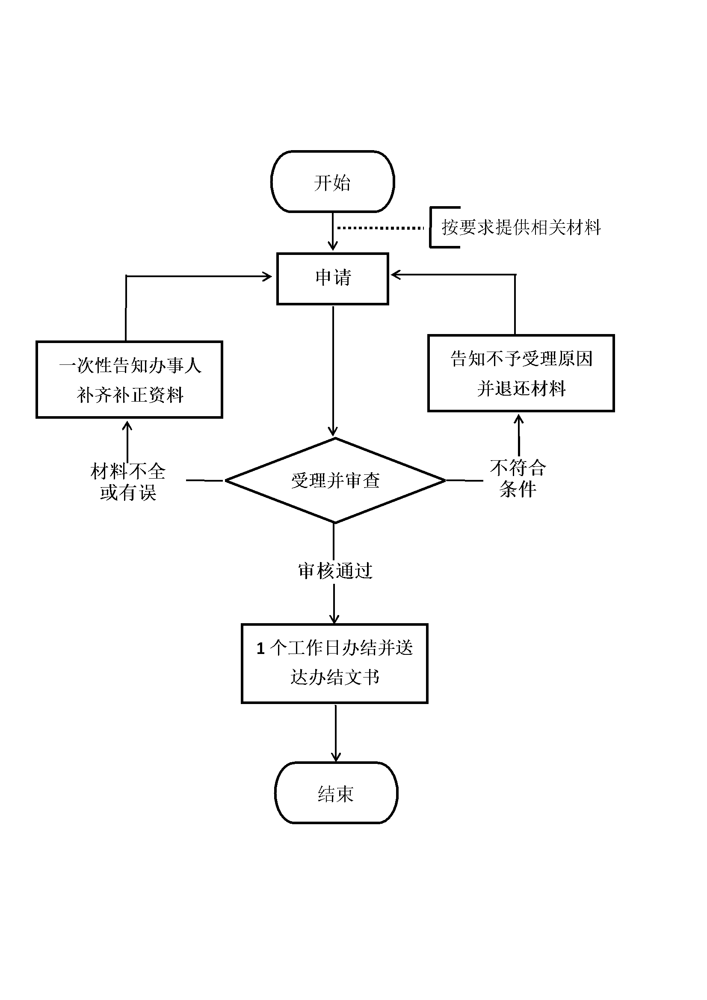 开始
按要求提供相关材料
申请
一次性告知办事人
补齐补正资料
告知不予受理原因
并退还材料
材料不全
或有误
受理并审查
不符合
条件
审核通过
1 个工作日办结并送
达办结文书
结束